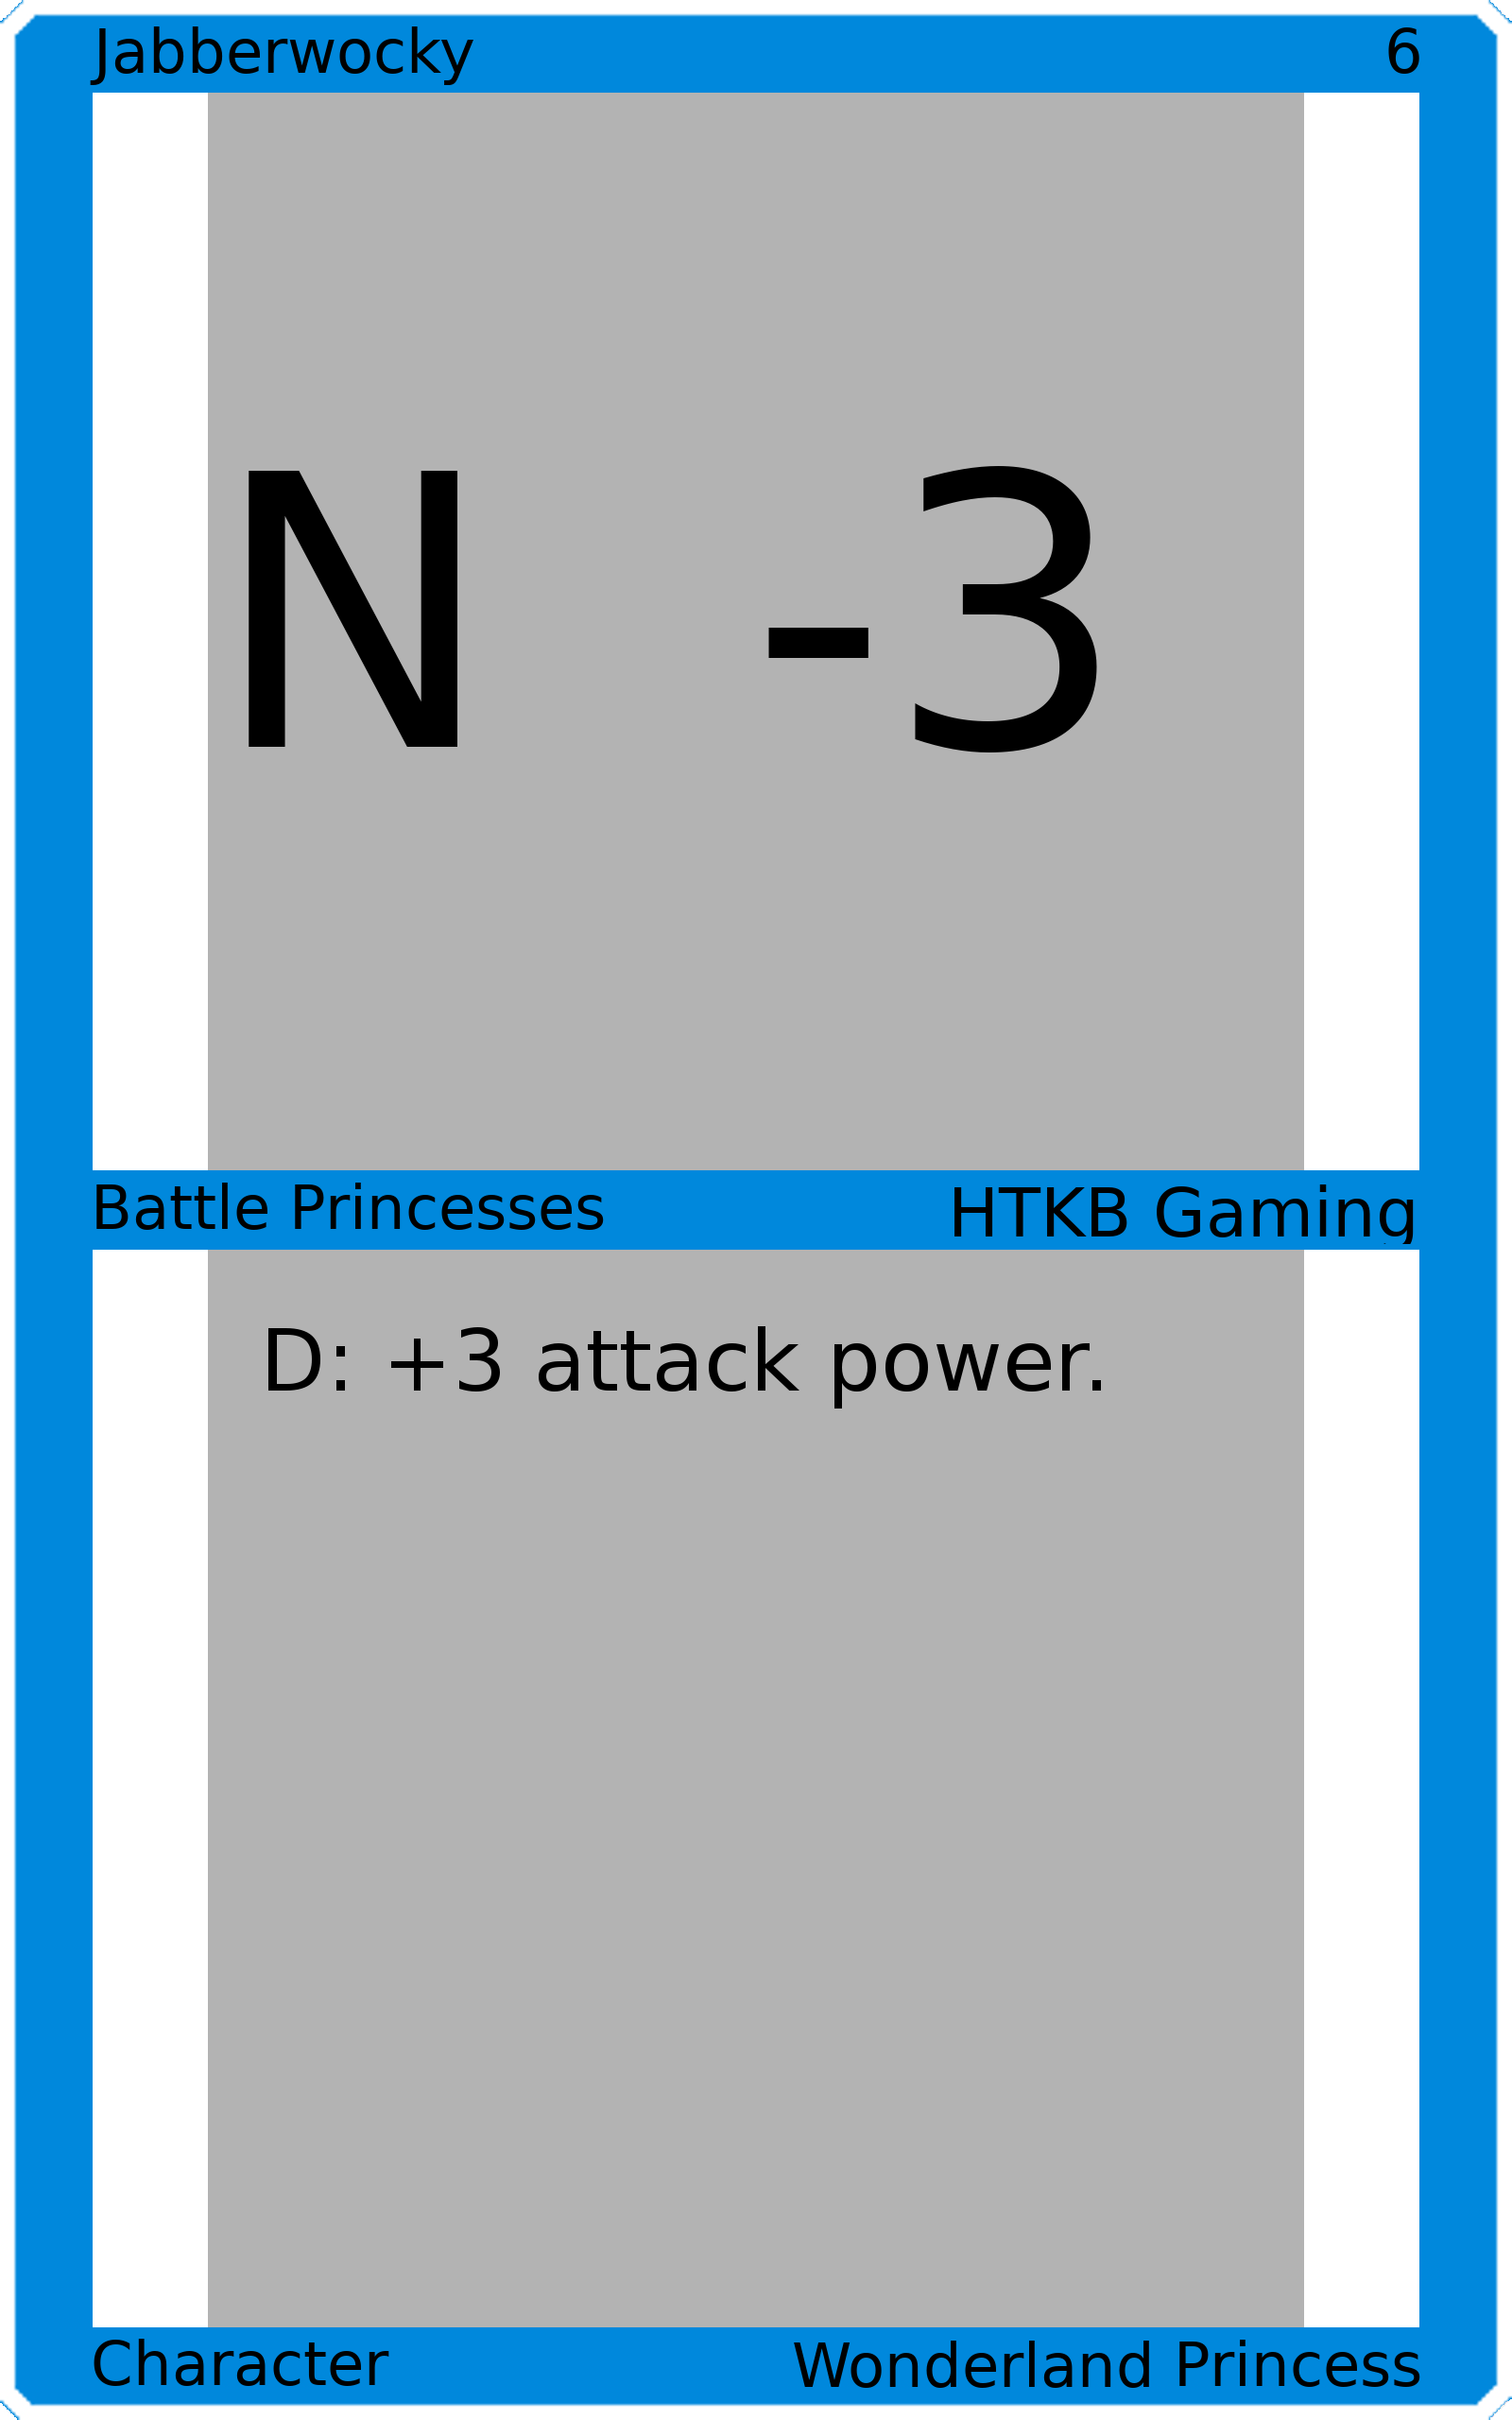 Jabberwocky 6
N -3
Battle Princesses HTKB Gaming
D: +3 attack power.
Character Wonderland Princess